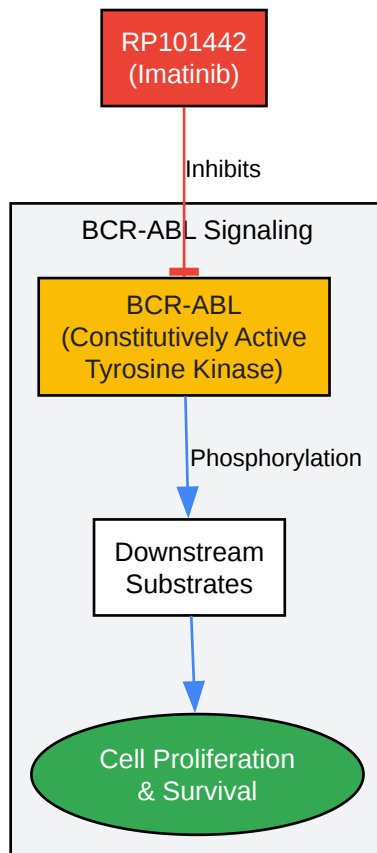 RP101442
(Imatinib)
Inhibits
BCR-ABL Signaling
BCR-ABL
(Constitutively Active
Tyrosine Kinase)
Phosphorylation
Downstream
Substrates
Cell Proliferation
& Survival